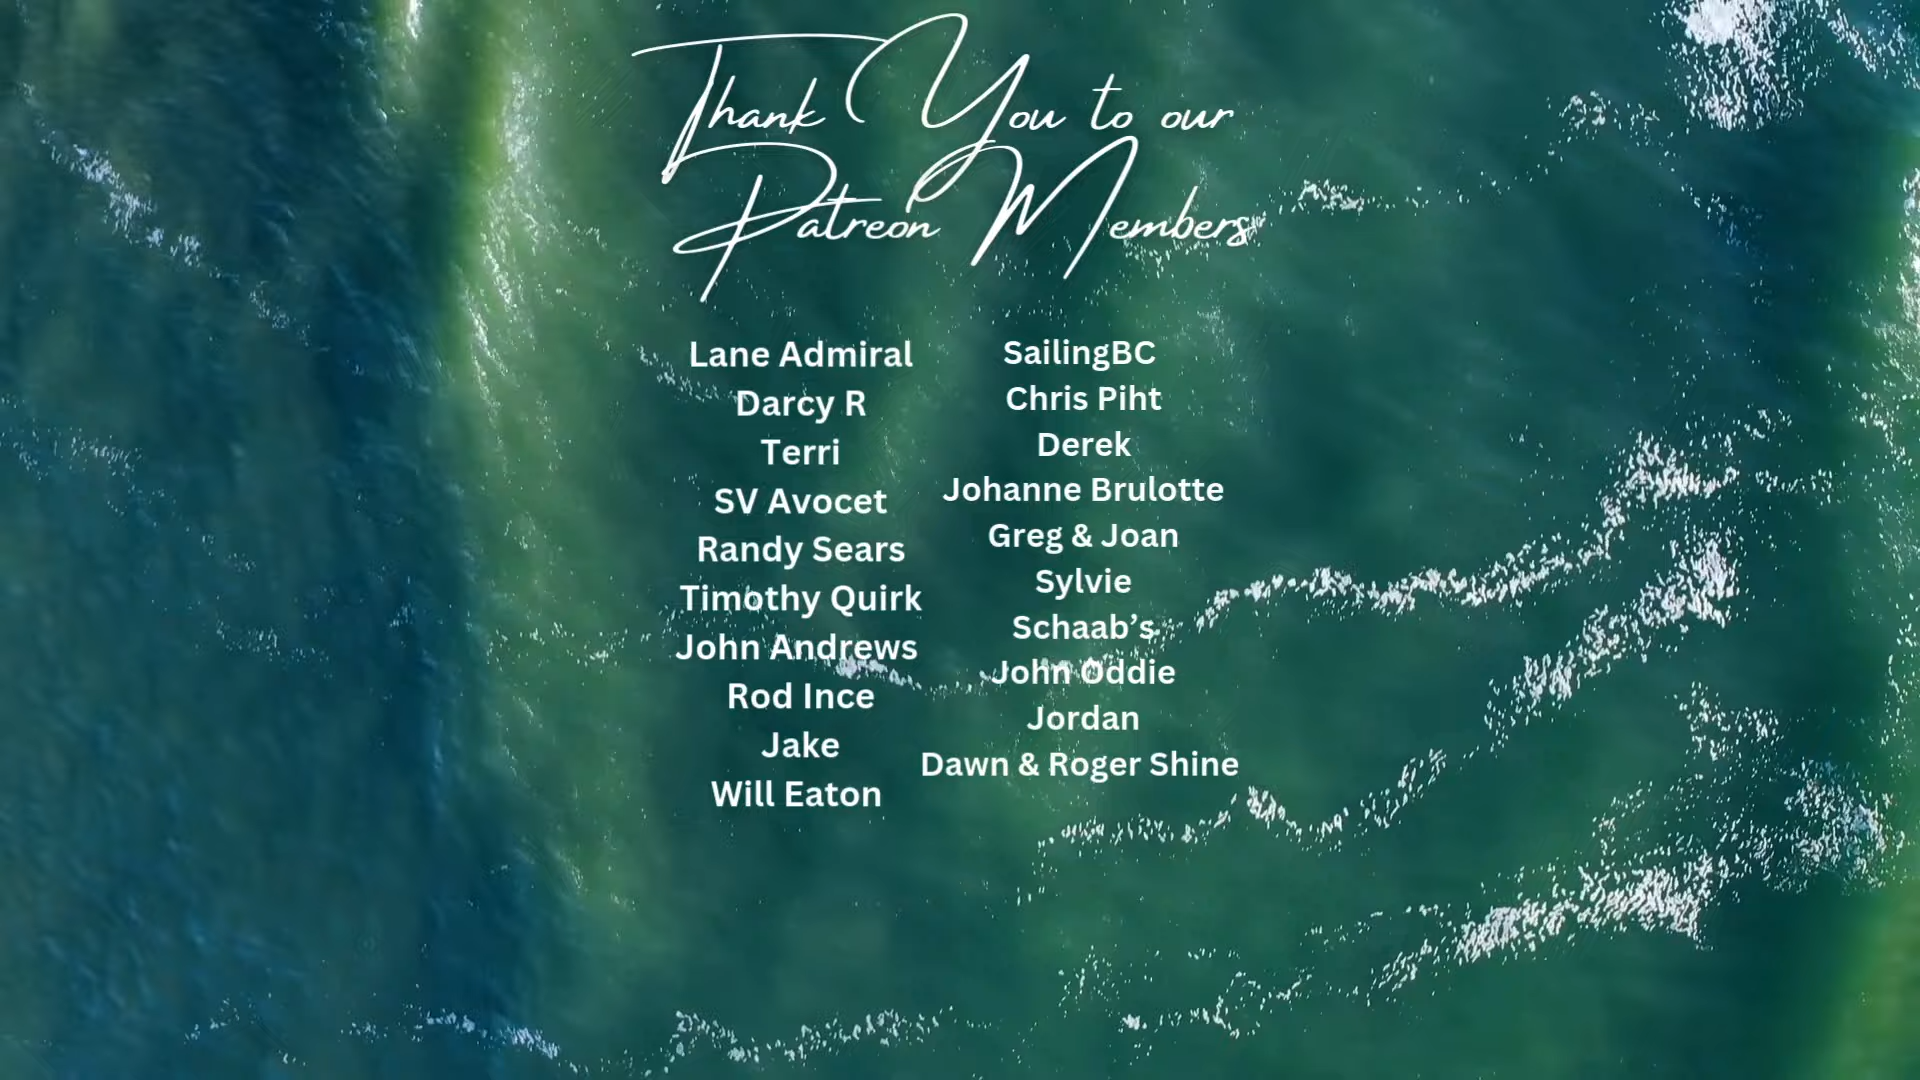 Thank You to our
Patreon Members
Lane Admiral
Darcy R
Terri
SV Avocet
Randy Sears
Timothy Quirk
John Andrews
Rod Ince
Jake
Will Eaton
SailingBC
Chris Piht
Derek
Johanne Brulotte
Greg & Joan
Sylvie
Schaab’s
John Oddie
Jordan
Dawn & Roger Shine